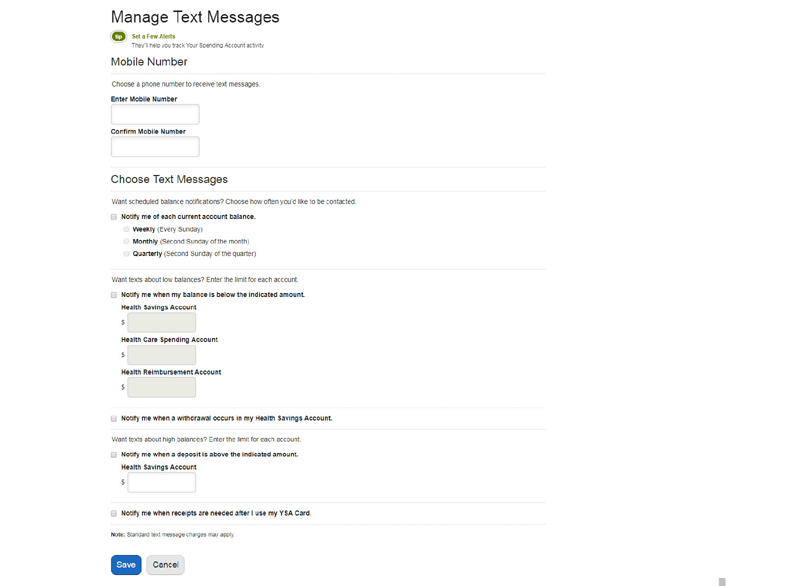 Manage Text Messages
tip Set a Few Alerts
They'll help you track Your Spending Account activity
Mobile Number
Choose a phone number to receive text messages.
Enter Mobile Number
Confirm Mobile Number
Choose Text Messages
Want scheduled balance notifications? Choose how often you'd like to be contacted.
Notify me of each current account balance.
Weekly (Every Sunday)
Monthly (Second Sunday of the month)
Quarterly (Second Sunday of the quarter)
Want texts about low balances? Enter the limit for each account.
Notify me when my balance is below the indicated amount.
Health Savings Account
$
Health Care Spending Account
$
Health Reimbursement Account
$
Notify me when a withdrawal occurs in my Health Savings Account.
Want texts about high balances? Enter the limit for each account.
Notify me when a deposit is above the indicated amount.
Health Savings Account
$
Notify me when receipts are needed after I use my YSA Card.
Note: Standard text message charges may apply.
Save Cancel